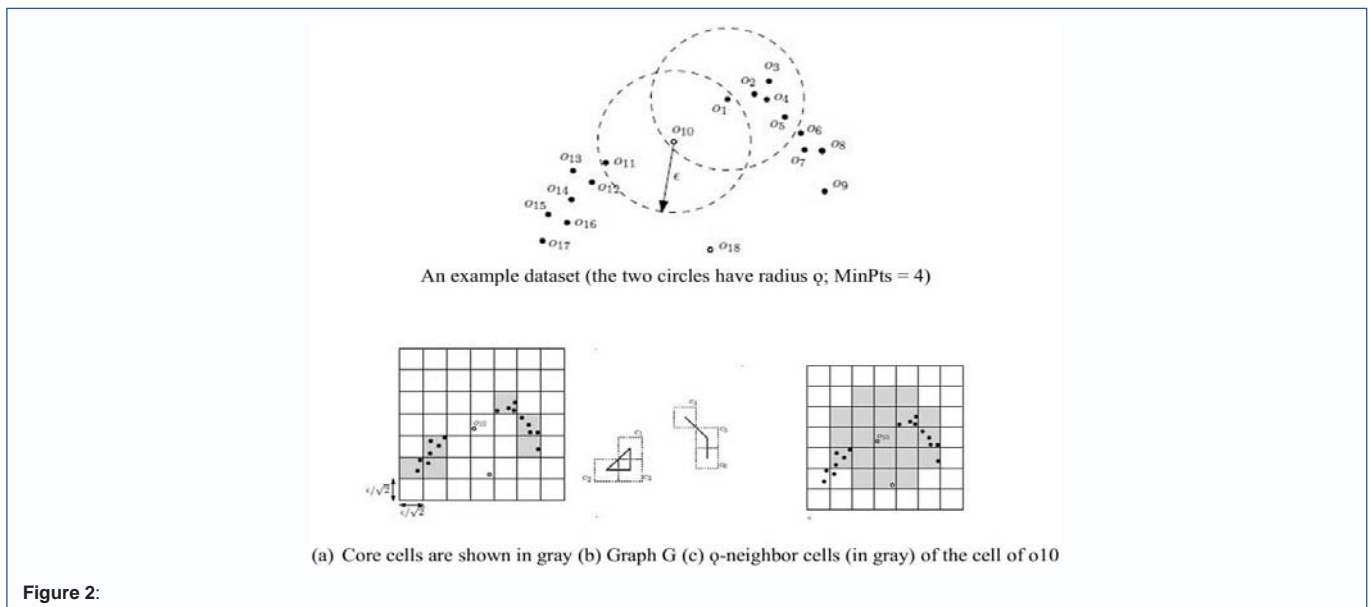 o3
o2
o4
o1
o5
o6
o10
o8
o7
o13
o11
ϵ
o12
o9
o14
o15
o16
o17
o18
An example dataset (the two circles have radius ǫ; MinPts = 4)
o10
o10
ϵ/√2
ϵ/√2
(a) Core cells are shown in gray (b) Graph G (c) ǫ-neighbor cells (in gray) of the cell of o10
Figure 2: